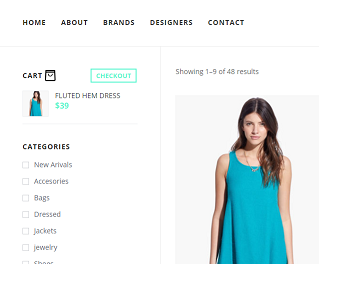 HOME ABOUT BRANDS DESIGNERS CONTACT
CART CHECKOUT
FLUTED HEM DRESS
$39
CATEGORIES
New Arivals
Accesories
Bags
Dressed
Jackets
jewelry
Shoes
Showing 1–9 of 48 results